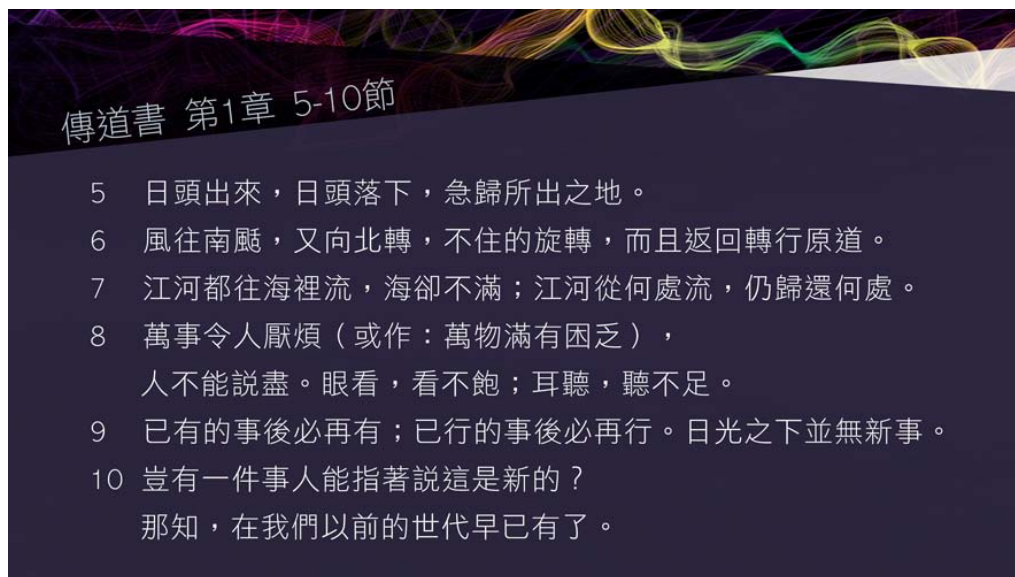 傳道書 第1章 5-10節
5 日頭出來，日頭落下，急歸所出之地。
6 風往南颳，又向北轉，不住的旋轉，而且返回轉行原道。
7 江河都往海裡流，海卻不滿；江河從何處流，仍歸還何處。
8 萬事令人厭煩（或作：萬物滿有困乏），
人不能説盡。眼看，看不飽；耳聽，聽不足。
9 已有的事後必再有；已行的事後必再行。日光之下並無新事。
10 豈有一件事人能指著説這是新的？
那知，在我們以前的世代早已有了。